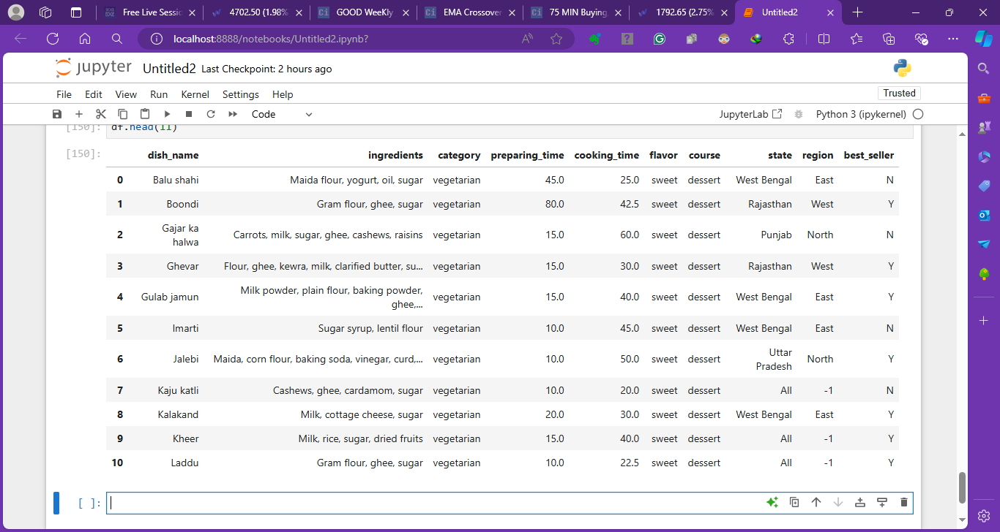 Free Live Sessic
4702.50 (1.98%
Ci GOOD WeeKly
Ci EMA Crossover
Ci 75 MIN Buying,
1792.65 (2.75%
Untitled2
localhost:8888/notebooks/Untitled2.ipynb?
jupyter Untitled2 Last Checkpoint: 2 hours ago
File Edit View Run Kernel Settings Help
Trusted
Code
JupyterLab Python 3 (ipykernel)
[150]: df.head(11)
[150]:
dish_name ingredients category preparing_time cooking_time flavor course state region best_seller
0 Balu shahi Maida flour, yogurt, oil, sugar vegetarian 45.0 25.0 sweet dessert West Bengal East N
1 Boondi Gram flour, ghee, sugar vegetarian 80.0 42.5 sweet dessert Rajasthan West Y
2 Gajar ka halwa Carrots, milk, sugar, ghee, cashews, raisins vegetarian 15.0 60.0 sweet dessert Punjab North N
3 Ghevar Flour, ghee, kewra, milk, clarified butter, su... vegetarian 15.0 30.0 sweet dessert Rajasthan West Y
4 Gulab jamun Milk powder, plain flour, baking powder, ghee,... vegetarian 15.0 40.0 sweet dessert West Bengal East Y
5 Imarti Sugar syrup, lentil flour vegetarian 10.0 45.0 sweet dessert West Bengal East N
6 Jalebi Maida, corn flour, baking soda, vinegar, curd,... vegetarian 10.0 50.0 sweet dessert Uttar Pradesh North Y
7 Kaju katli Cashews, ghee, cardamom, sugar vegetarian 10.0 20.0 sweet dessert All -1 N
8 Kalakand Milk, cottage cheese, sugar vegetarian 20.0 30.0 sweet dessert West Bengal East Y
9 Kheer Milk, rice, sugar, dried fruits vegetarian 15.0 40.0 sweet dessert All -1 Y
10 Laddu Gram flour, ghee, sugar vegetarian 10.0 22.5 sweet dessert All -1 Y
[ ]: